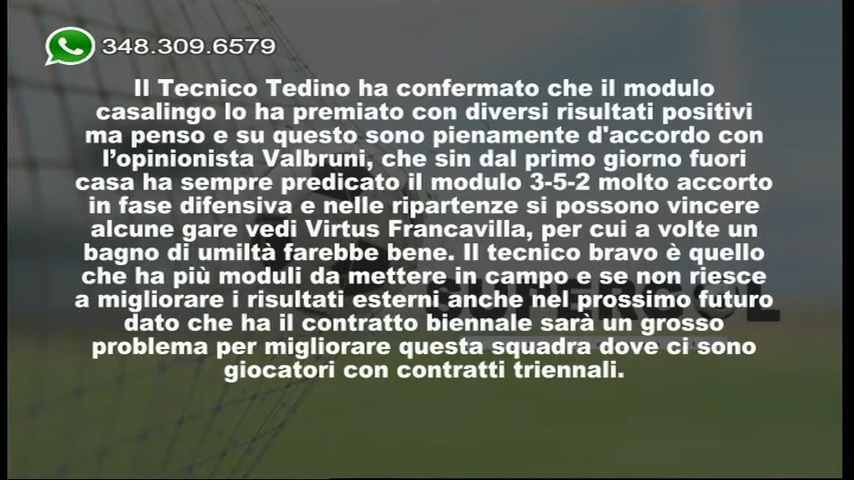 348.309.6579
Il Tecnico Tedino ha confermato che il modulo
casalingo lo ha premiato con diversi risultati positivi
ma penso e su questo sono pienamente d'accordo con
l’opinionista Valbruni, che sin dal primo giorno fuori
casa ha sempre predicato il modulo 3-5-2 molto accorto
in fase difensiva e nelle ripartenze si possono vincere
alcune gare vedi Virtus Francavilla, per cui a volte un
bagno di umiltà farebbe bene. Il tecnico bravo è quello
che ha più moduli da mettere in campo e se non riesce
a migliorare i risultati esterni anche nel prossimo futuro
dato che ha il contratto biennale sarà un grosso
problema per migliorare questa squadra dove ci sono
giocatori con contratti triennali.
SUPERGOL